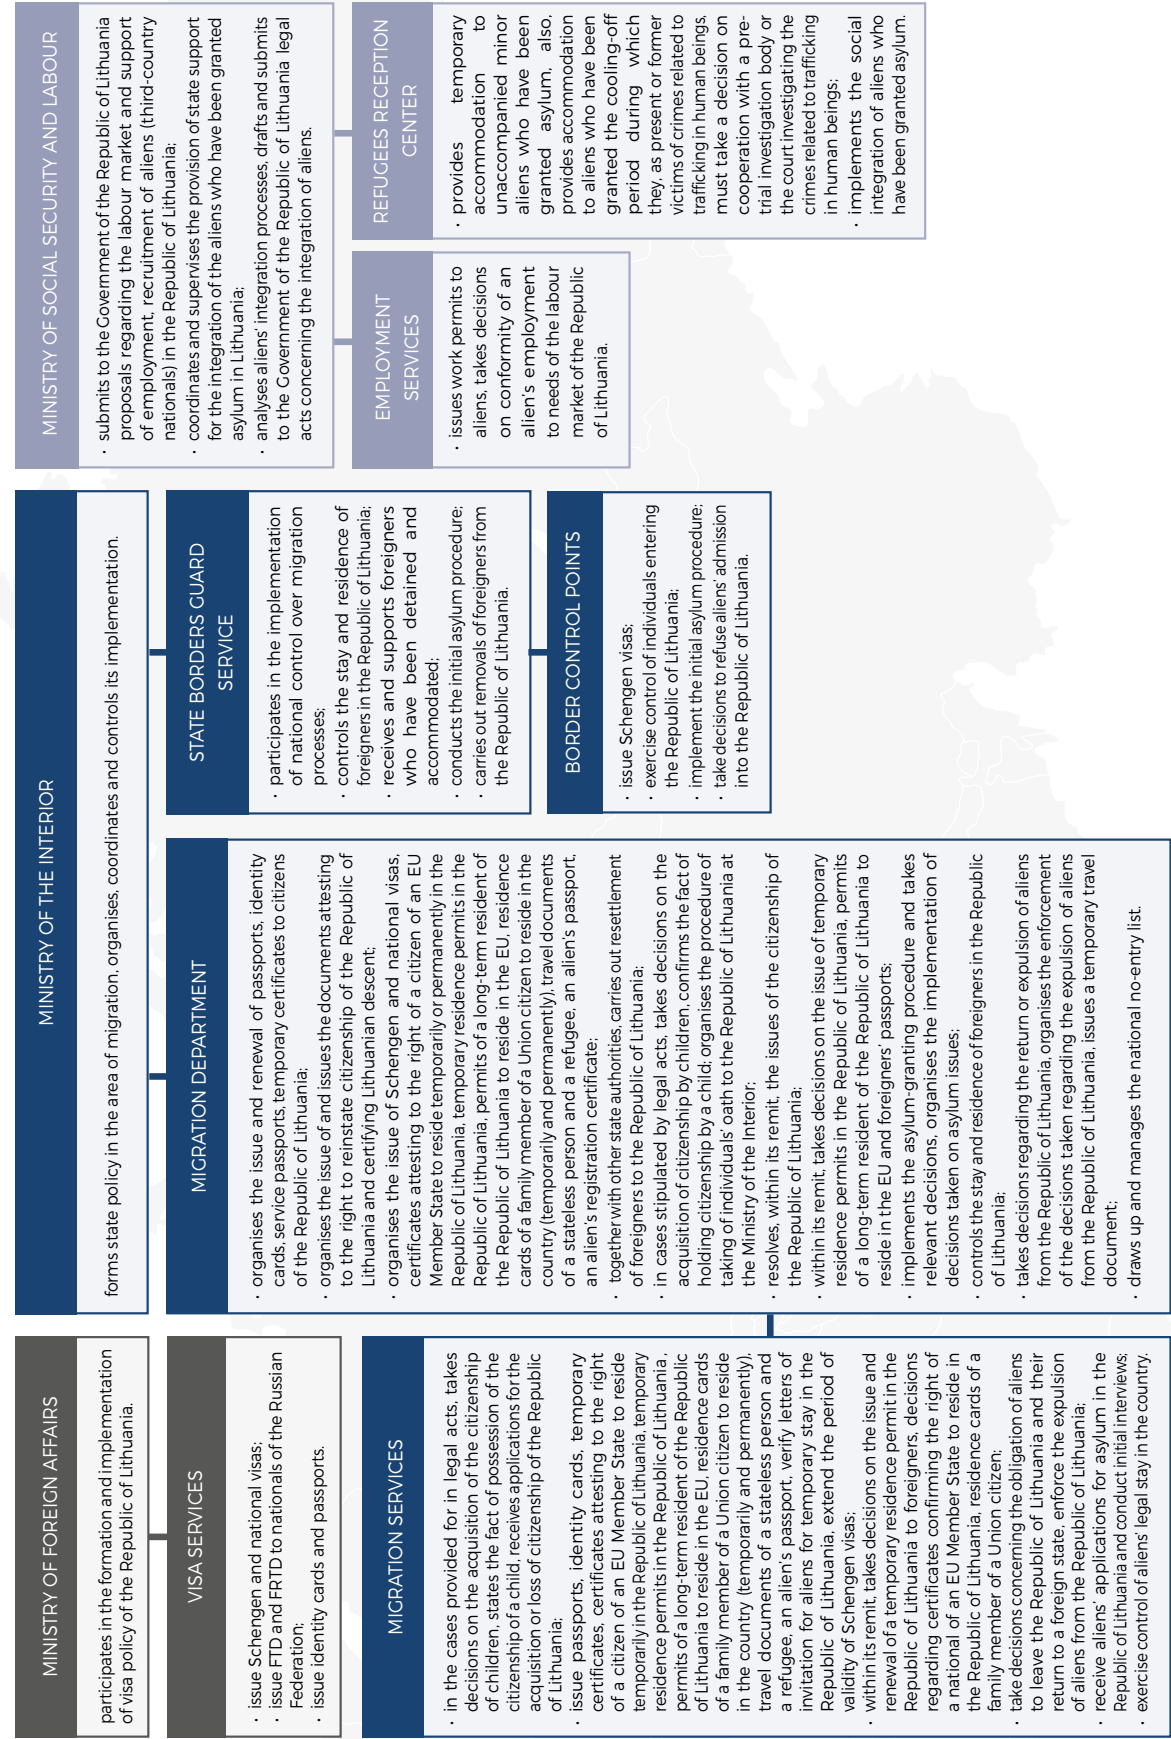 MINISTRY OF FOREIGN AFFAIRS
participates in the formation and implementation
of visa policy of the Republic of Lithuania.
VISA SERVICES
· issue Schengen and national visas;
· issue FTD and FRTD to nationals of the Russian
Federation;
· issue identity cards and passports.
MIGRATION SERVICES
· in the cases provided for in legal acts, takes
decisions on the acquisition of the citizenship
of children, states the fact of possession of the
citizenship of a child, receives applications for the
acquisition or loss of citizenship of the Republic
of Lithuania;
· issue passports, identity cards, temporary
certificates, certificates attesting to the right
of a citizen of an EU Member State to reside
temporarily in the Republic of Lithuania, temporary
residence permits in the Republic of Lithuania ,
permits of a long-term resident of the Republic
of Lithuania to reside in the EU, residence cards
of a family member of a Union citizen to reside
in the country (temporarily and permanently),
travel documents of a stateless person and
a refugee, an alien's passport, verify letters of
invitation for aliens for temporary stay in the
Republic of Lithuania, extend the period of
validity of Schengen visas;
· within its remit, takes decisions on the issue and
renewal of a temporary residence permit in the
Republic of Lithuania to foreigners, decisions
regarding certificates confirming the right of
a national of an EU Member State to reside in
the Republic of Lithuania, residence cards of a
family member of a Union citizen;
· take decisions concerning the obligation of aliens
to leave the Republic of Lithuania and their
return to a foreign state, enforce the expulsion
of aliens from the Republic of Lithuania;
· receive aliens' applications for asylum in the
Republic of Lithuania and conduct initial interviews;
· exercise control of aliens' legal stay in the country.
MINISTRY OF THE INTERIOR
forms state policy in the area of migration, organises, coordinates and controls its implementation.
MIGRATION DEPARTMENT
· organises the issue and renewal of passports, identity
cards, service passports, temporary certificates to citizens
of the Republic of Lithuania;
· organises the issue of and issues the documents attesting
to the right to reinstate citizenship of the Republic of
Lithuania and certifying Lithuanian descent;
· organises the issue of Schengen and national visas,
certificates attesting to the right of a citizen of an EU
Member State to reside temporarily or permanently in the
Republic of Lithuania, temporary residence permits in the
Republic of Lithuania, permits of a long-term resident of
the Republic of Lithuania to reside in the EU, residence
cards of a family member of a Union citizen to reside in the
country (temporarily and permanently), travel documents
of a stateless person and a refugee, an alien's passport,
an alien's registration certificate;
· together with other state authorities, carries out resettlement
of foreigners to the Republic of Lithuania;
· in cases stipulated by legal acts, takes decisions on the
acquisition of citizenship by children, confirms the fact of
holding citizenship by a child; organises the procedure of
taking of individuals' oath to the Republic of Lithuania at
the Ministry of the Interior;
· resolves, within its remit, the issues of the citizenship of
the Republic of Lithuania;
· within its remit, takes decisions on the issue of temporary
residence permits in the Republic of Lithuania, permits
of a long-term resident of the Republic of Lithuania to
reside in the EU and foreigners' passports;
· implements the asylum-granting procedure and takes
relevant decisions, organises the implementation of
decisions taken on asylum issues;
· controls the stay and residence of foreigners in the Republic
of Lithuania;
· takes decisions regarding the return or expulsion of aliens
from the Republic of Lithuania, organises the enforcement
of the decisions taken regarding the expulsion of aliens
from the Republic of Lithuania, issues a temporary travel
document;
· draws up and manages the national no-entry list.
STATE BORDERS GUARD
SERVICE
· participates in the implementation
of national control over migration
processes;
· controls the stay and residence of
foreigners in the Republic of Lithuania;
· receives and supports foreigners
who have been detained and
accommodated;
· conducts the initial asylum procedure;
· carries out removals of foreigners from
the Republic of Lithuania.
BORDER CONTROL POINTS
· issue Schengen visas;
· exercise control of individuals entering
the Republic of Lithuania;
· implement the initial asylum procedure;
· take decisions to refuse aliens' admission
into the Republic of Lithuania.
MINISTRY OF SOCIAL SECURITY AND LABOUR
· submits to the Government of the Republic of Lithuania
proposals regarding the labour market and support
of employment, recruitment of aliens (third-country
nationals) in the Republic of Lithuania;
· coordinates and supervises the provision of state support
for the integration of the aliens who have been granted
asylum in Lithuania;
· analyses aliens' integration processes, drafts and submits
to the Government of the Republic of Lithuania legal
acts concerning the integration of aliens.
EMPLOYMENT
SERVICES
· issues work permits to
aliens, takes decisions
on conformity of an
alien's employment
to needs of the labour
market of the Republic
of Lithuania.
REFUGEES RECEPTION
CENTER
· provides temporary
accommodation to
unaccompanied minor
aliens who have been
granted asylum, also,
provides accommodation
to aliens who have been
granted the cooling-off
period during which
they, as present or former
victims of crimes related to
trafficking in human beings,
must take a decision on
cooperation with a pre-
trial investigation body or
the court investigating the
crimes related to trafficking
in human beings;
· implements the social
integration of aliens who
have been granted asylum.